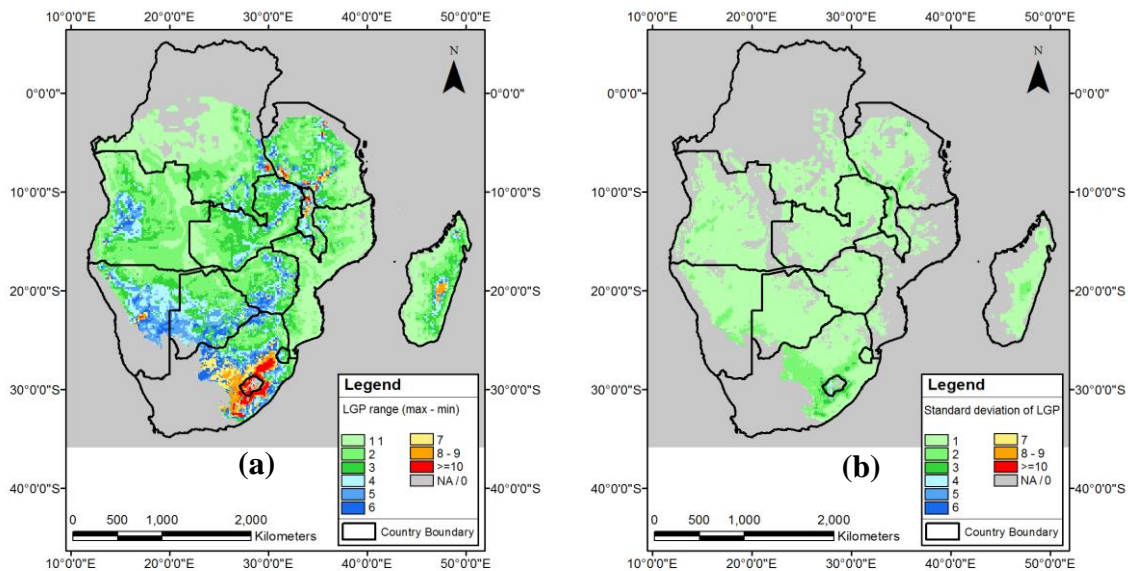 10°0'0"E 20°0'0"E 30°0'0"E 40°0'0"E 50°0'0"E
N
0°0'0" 0°0'0"
10°0'0"S 10°0'0"S
20°0'0"S 20°0'0"S
30°0'0"S 30°0'0"S
40°0'0"S 40°0'0"S
Legend
LGP range (max - min)
1 1 7
2 8 - 9
3 >=10
4 NA / 0
5
6
Country Boundary
(a)
0 500 1,000 2,000
Kilometers
10°0'0"E 20°0'0"E 30°0'0"E 40°0'0"E 50°0'0"E
10°0'0"E 20°0'0"E 30°0'0"E 40°0'0"E 50°0'0"E
N
0°0'0" 0°0'0"
10°0'0"S 10°0'0"S
20°0'0"S 20°0'0"S
30°0'0"S 30°0'0"S
40°0'0"S 40°0'0"S
Legend
Standard deviation of LGP
1 7
2 8 - 9
3 >=10
4 NA / 0
5
6
Country Boundary
(b)
0 500 1,000 2,000
Kilometers
10°0'0"E 20°0'0"E 30°0'0"E 40°0'0"E 50°0'0"E